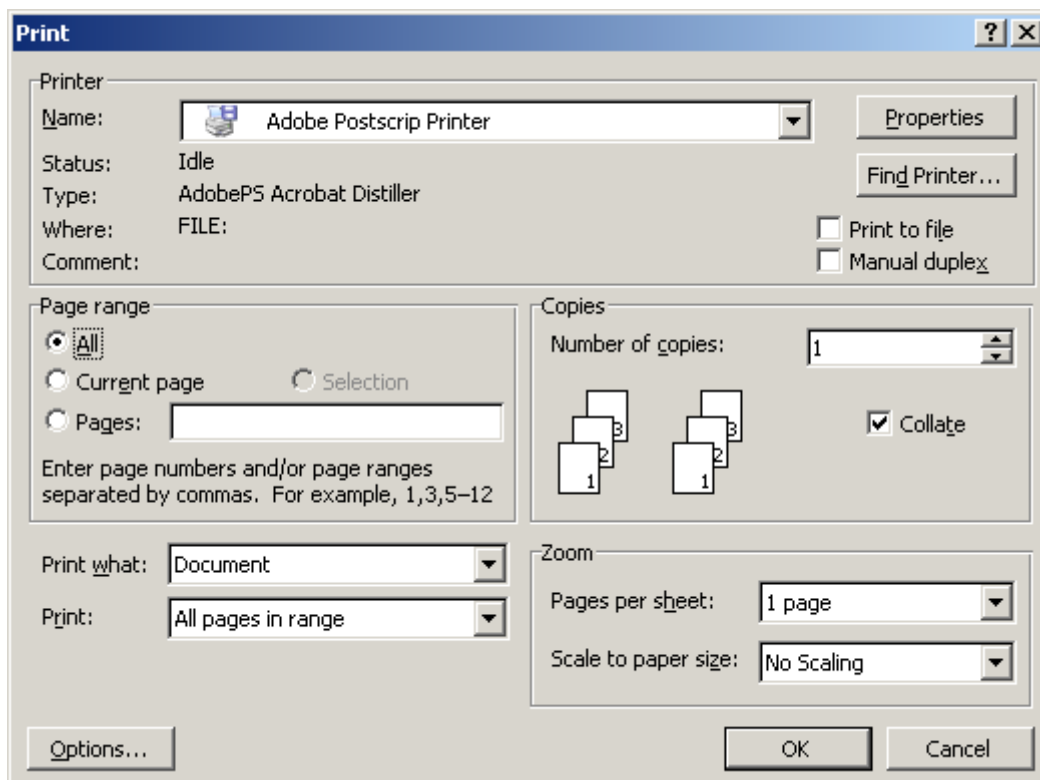 Print
Printer
Name:
Adobe Postscrip Printer
Properties
Status:
Idle
Find Printer...
Type:
AdobePS Acrobat Distiller
Where:
FILE:
Print to file
Comment:
Manual duplex
Page range
All
Current page
Selection
Pages:
Enter page numbers and/or page ranges
separated by commas.  For example, 1,3,5–12
Copies
Number of copies:
1
3
2
1
3
2
1
Collate
Print what:
Document
Print:
All pages in range
Zoom
Pages per sheet:
1 page
Scale to paper size:
No Scaling
Options...
OK
Cancel